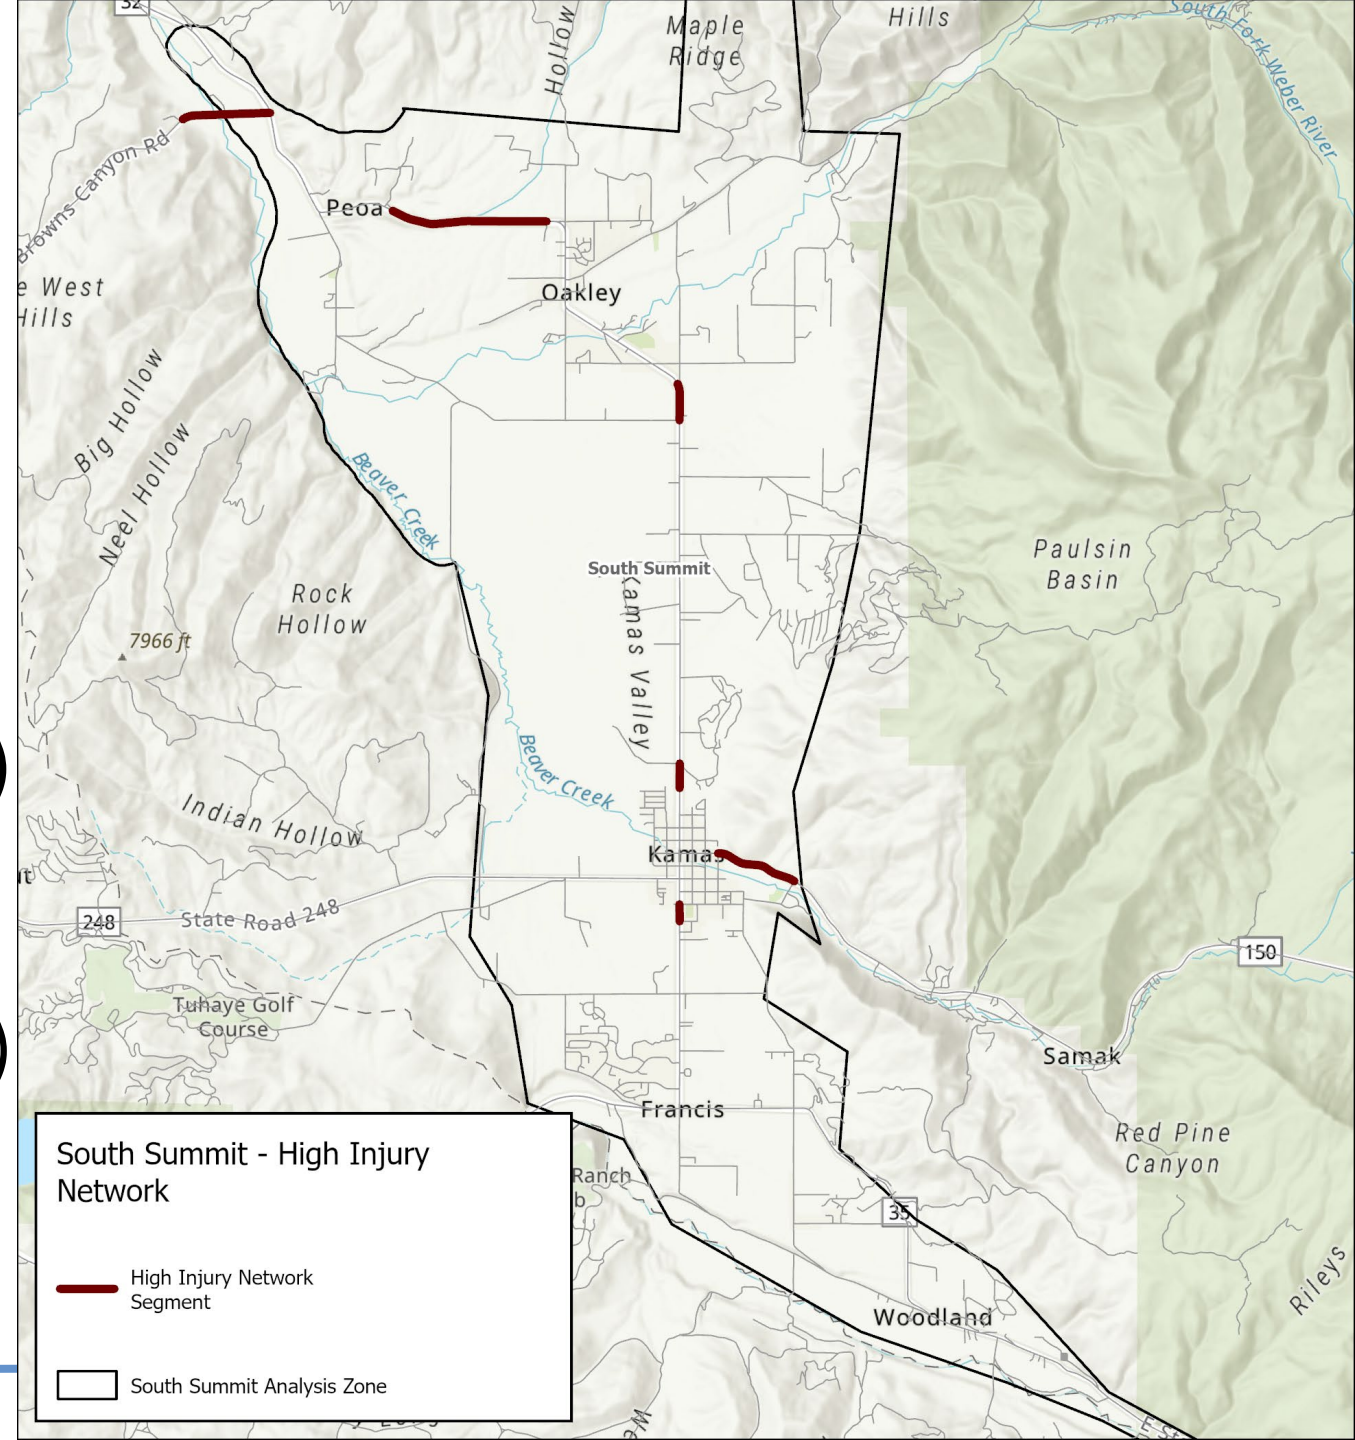 32
Hollow
Maple
Ridge
Hills
South Fork Weber River
Browns Canyon Rd
Peoa
e West
Hills
Oakley
Big Hollow
Neel Hollow
Beaver Creek
South Summit
Paulsin
Basin
Rock
Hollow
7966 ft
Kamas Valley
Beaver Creek
Indian Hollow
Kamas
State Road 248
248
150
Tuhaye Golf
Course
Samak
Francis
Red Pine
Canyon
Ranch
b
35
Rileys
Woodland
South Summit - High Injury
Network
High Injury Network
Segment
South Summit Analysis Zone